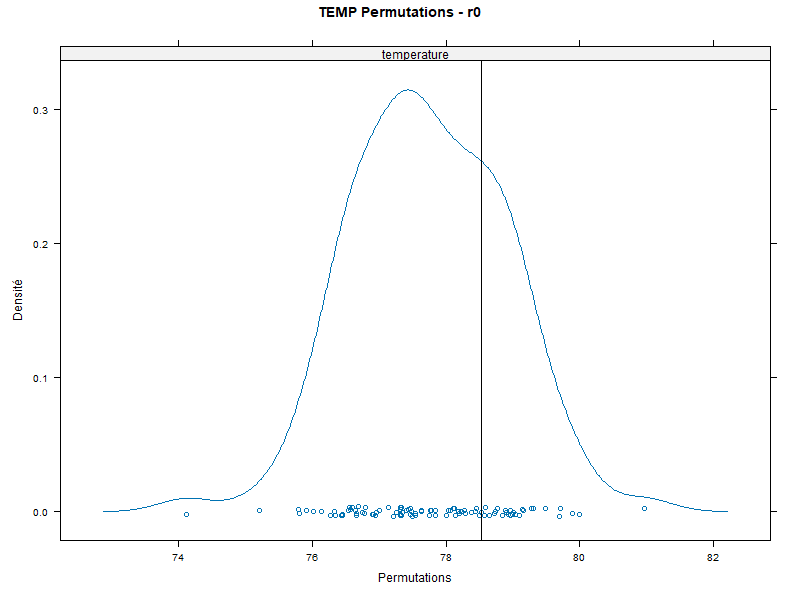 TEMP Permutations - r0
temperature
0.3
0.2
0.1
0.0
Densité
74 76 78 80 82
Permutations